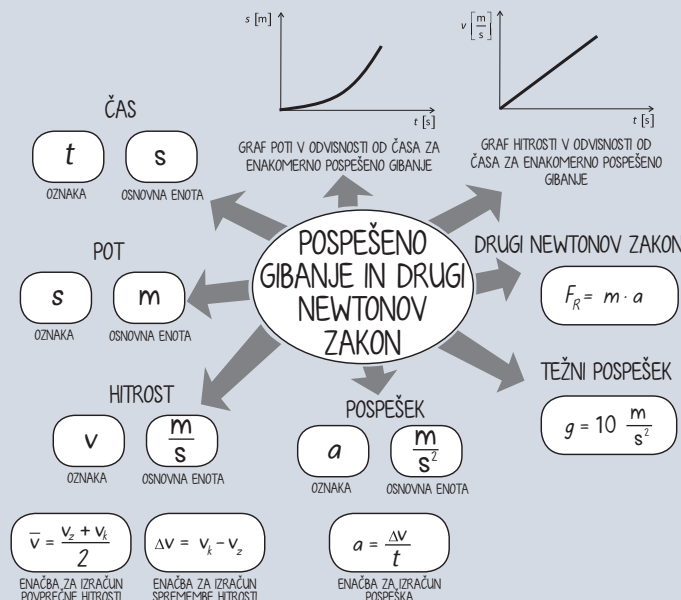 s [m]
t [s]
GRAF POTI V ODVISNOSTI OD ČASA ZA
ENAKOMERNO POSPEŠENO GIBANJE
v [m/s]
t [s]
GRAF HITROSTI V ODVISNOSTI OD
ČASA ZA ENAKOMERNO POSPEŠENO
GIBANJE
ČAS
t
s
OZNAKA
OSNOVNA ENOTA
POT
s
m
OZNAKA
OSNOVNA ENOTA
POSPEŠENO
GIBANJE IN DRUGI
NEWTONOV
ZAKON
DRUGI NEWTONOV ZAKON
F_R = m · a
TEŽNI POSPEŠEK
g = 10 m/s²
HITROST
v
m/s
OZNAKA
OSNOVNA ENOTA
v̅ = (v_z + v_k)/2
ENAČBA ZA IZRAČUN
POVPREČNE HITROSTI
Δv = v_k − v_z
ENAČBA ZA IZRAČUN
SPREMEMBE HITROSTI
POSPEŠEK
a
m/s²
OZNAKA
OSNOVNA ENOTA
a = Δv/t
ENAČBA ZA IZRAČUN
POSPEŠKA